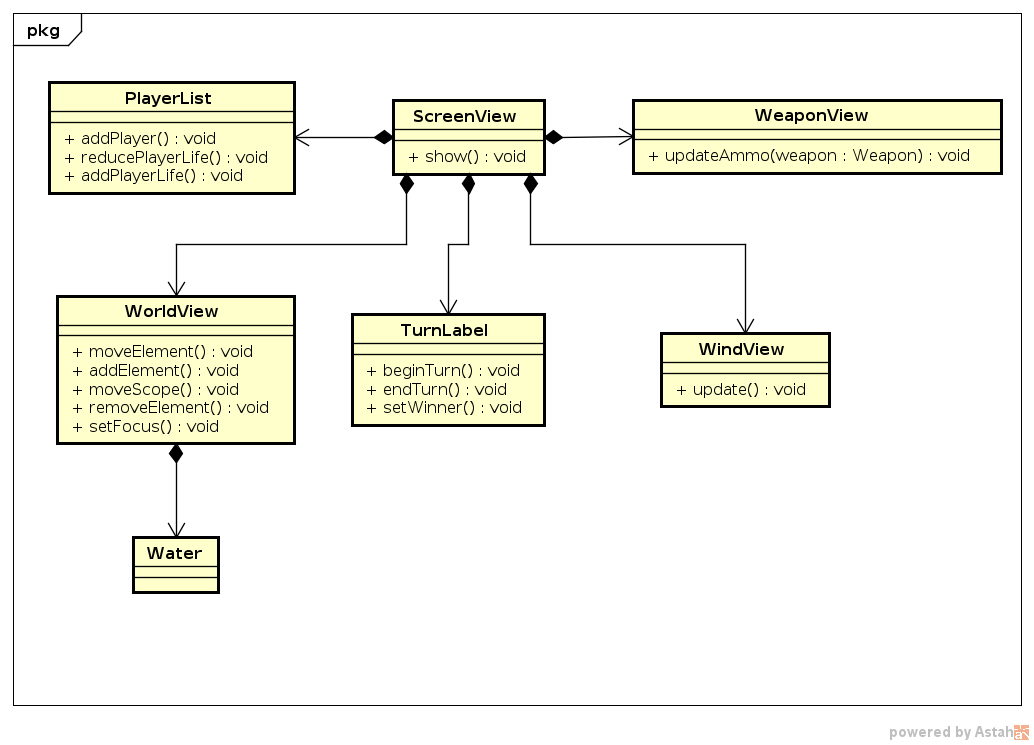 pkg
PlayerList
+ addPlayer() : void
+ reducePlayerLife() : void
+ addPlayerLife() : void
ScreenView
+ show() : void
WeaponView
+ updateAmmo(weapon : Weapon) : void
WorldView
+ moveElement() : void
+ addElement() : void
+ moveScope() : void
+ removeElement() : void
+ setFocus() : void
TurnLabel
+ beginTurn() : void
+ endTurn() : void
+ setWinner() : void
WindView
+ update() : void
Water
powered by Astah